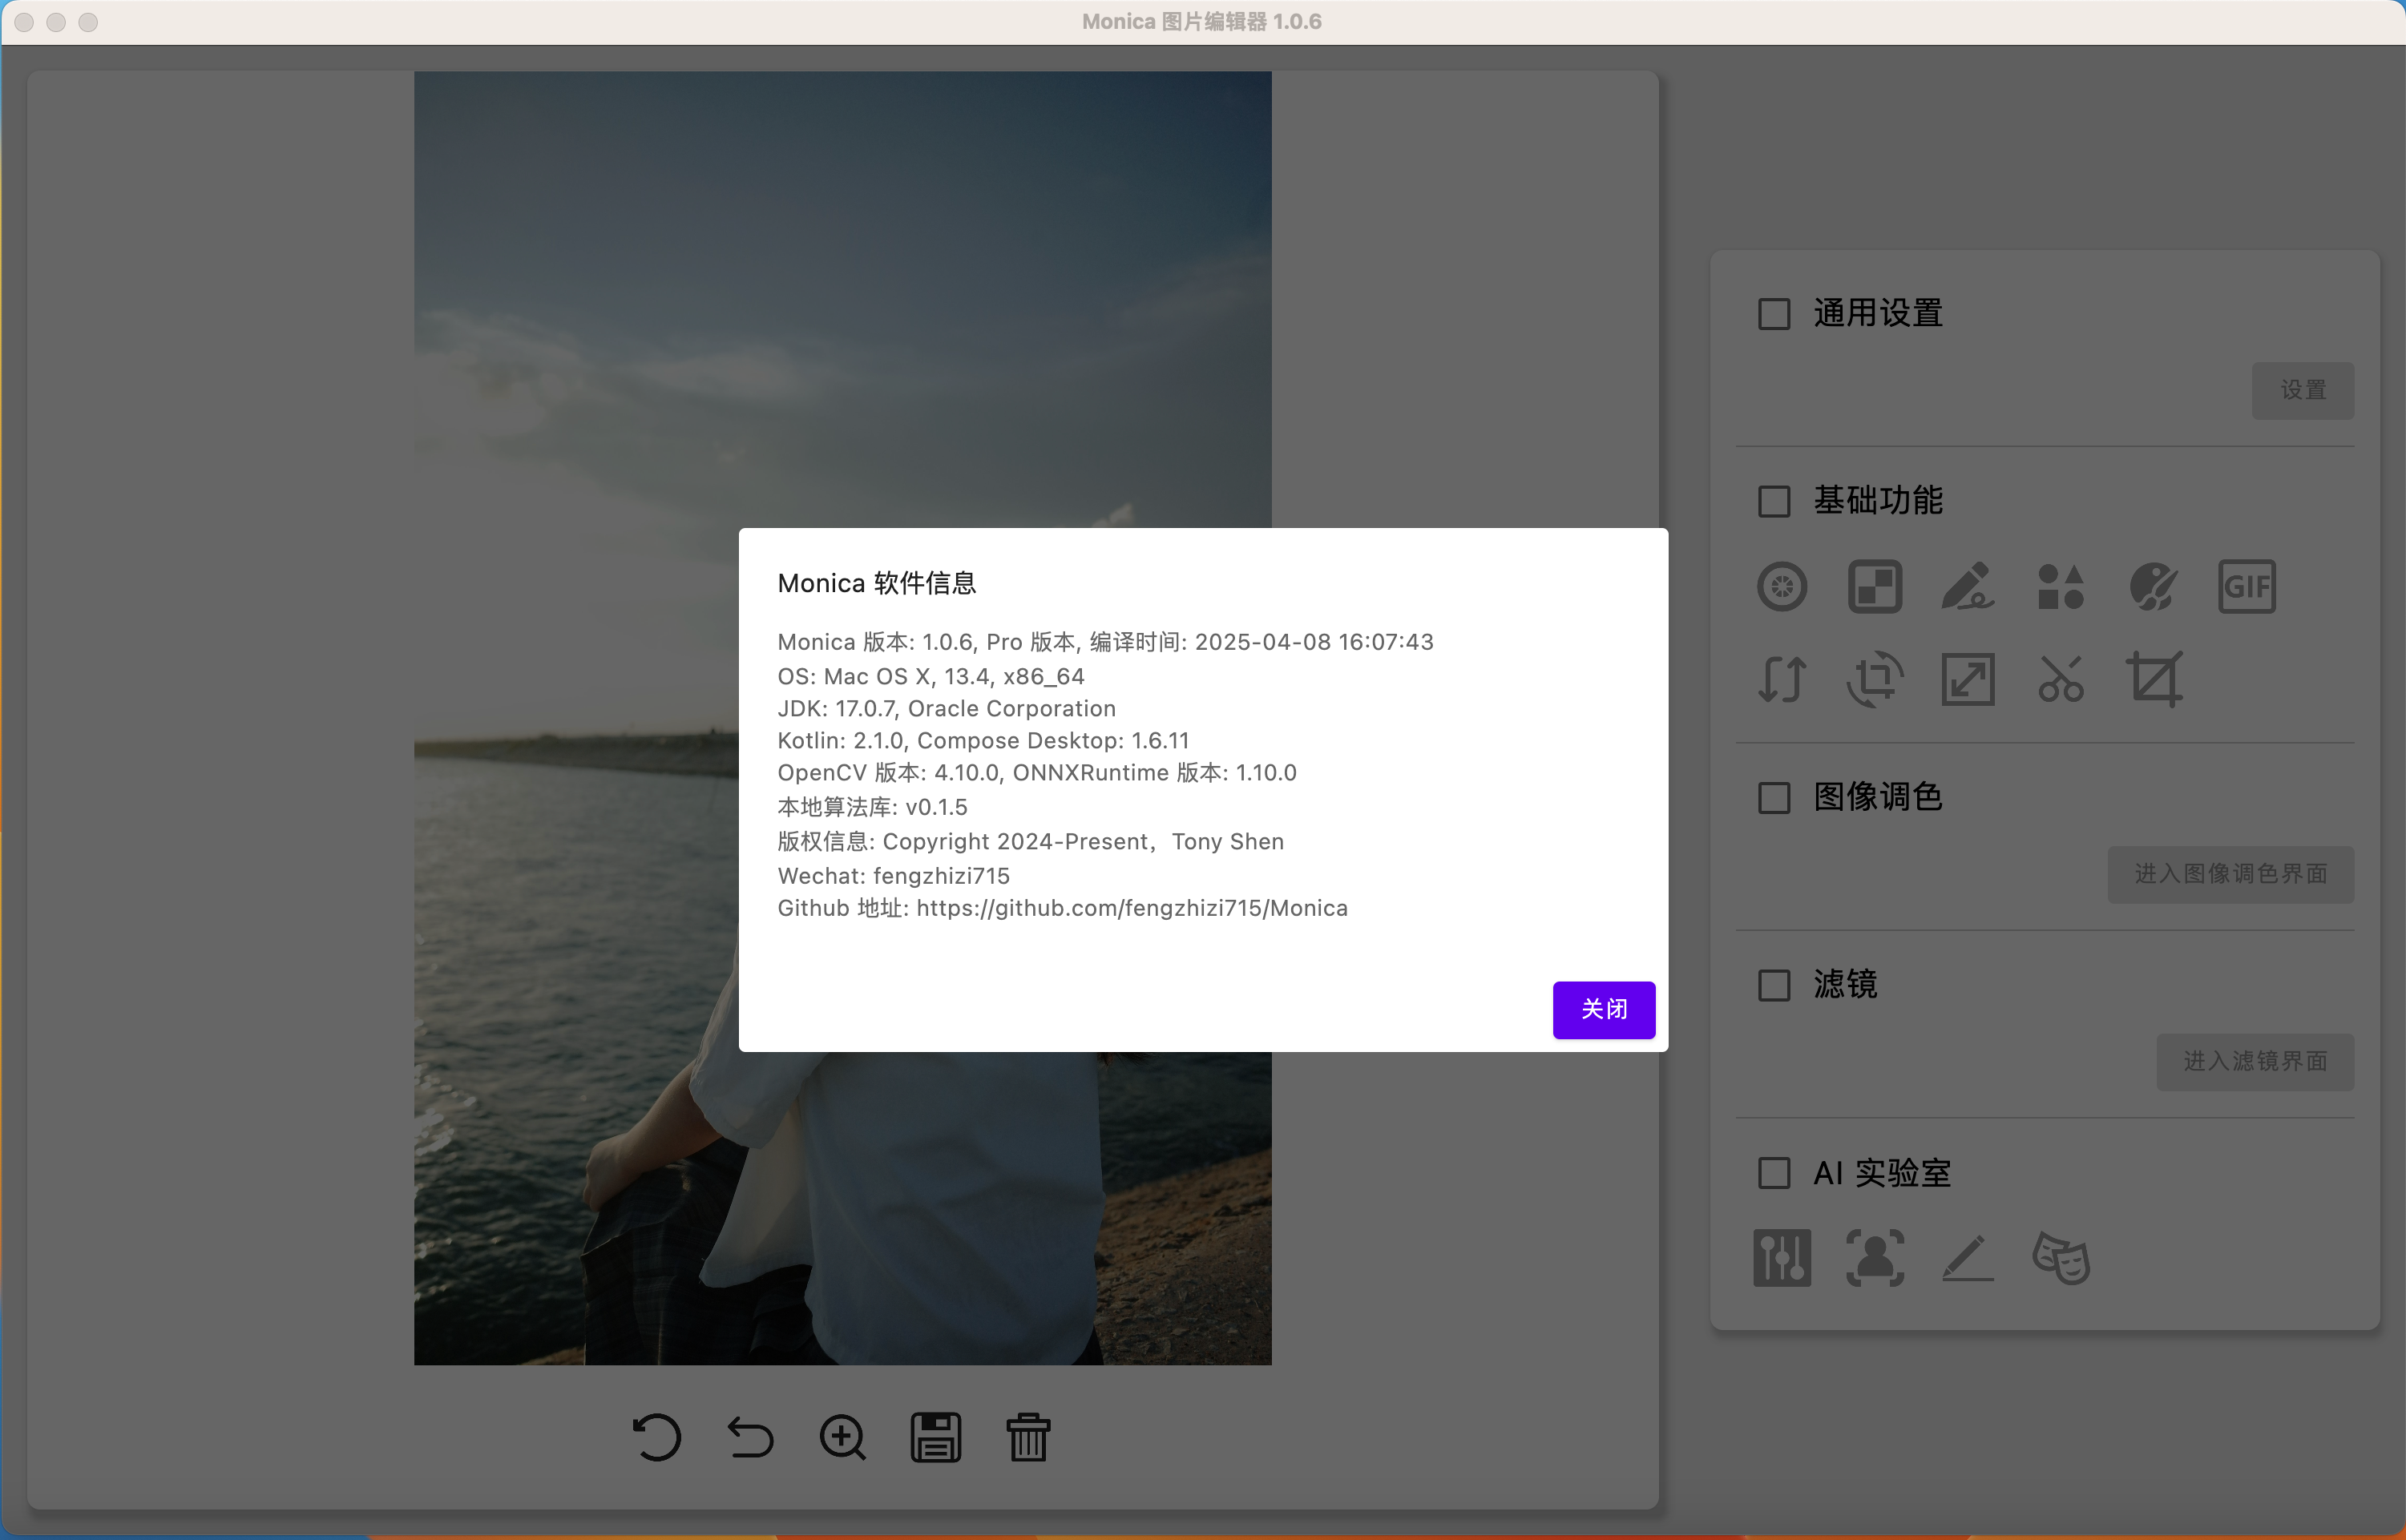 Monica 图片编辑器 1.0.6
通用设置
设置
基础功能
GIF
图像调色
进入图像调色界面
滤镜
进入滤镜界面
AI 实验室
Monica 软件信息
Monica 版本: 1.0.6, Pro 版本, 编译时间: 2025-04-08 16:07:43
OS: Mac OS X, 13.4, x86_64
JDK: 17.0.7, Oracle Corporation
Kotlin: 2.1.0, Compose Desktop: 1.6.11
OpenCV 版本: 4.10.0, ONNXRuntime 版本: 1.10.0
本地算法库: v0.1.5
版权信息: Copyright 2024-Present，Tony Shen
Wechat: fengzhizi715
Github 地址: https://github.com/fengzhizi715/Monica
关闭